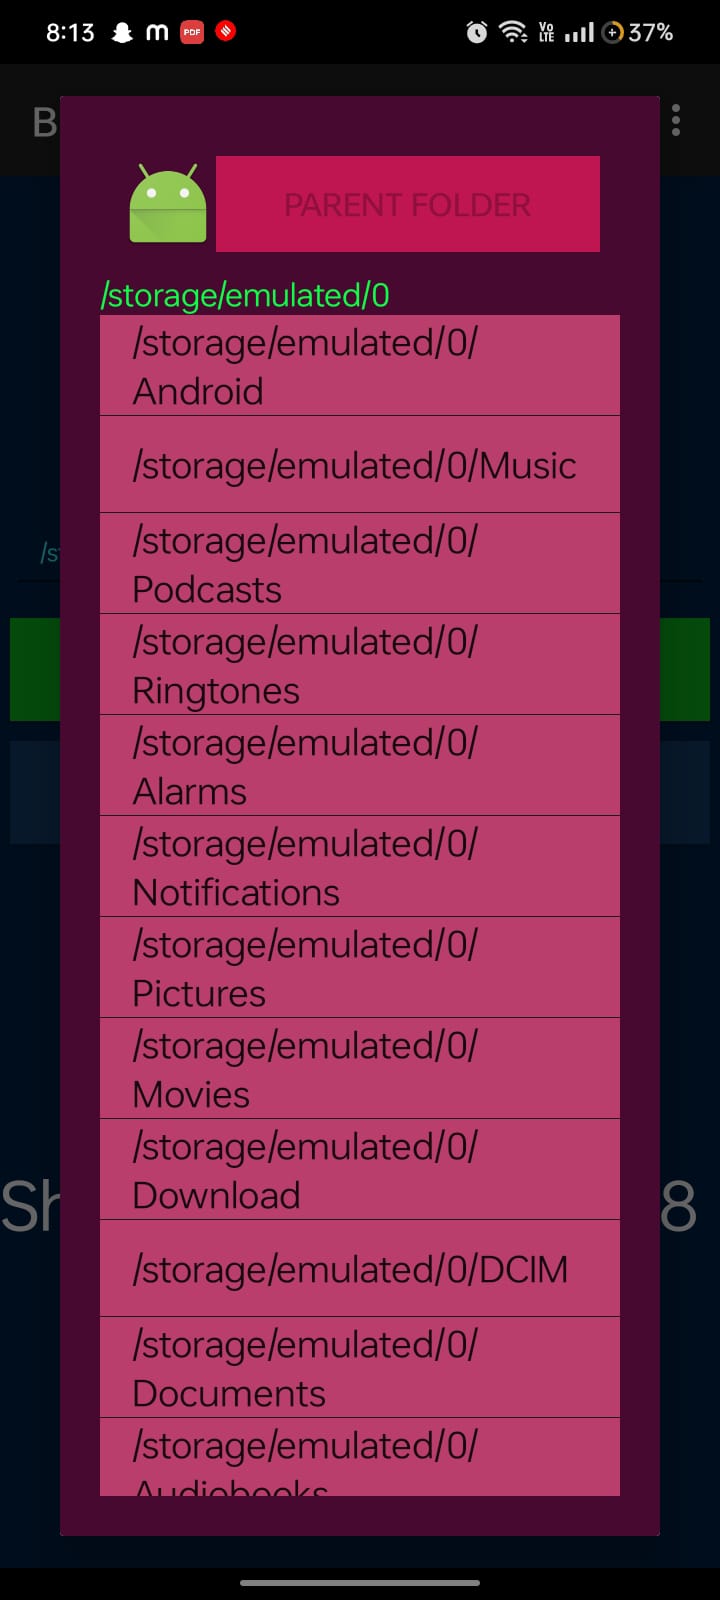 8:13
m
PDF
Vo
LTE
37%
B
PARENT FOLDER
/storage/emulated/0
/storage/emulated/0/
Android
/storage/emulated/0/Music
/storage/emulated/0/
Podcasts
/storage/emulated/0/
Ringtones
/storage/emulated/0/
Alarms
/storage/emulated/0/
Notifications
/storage/emulated/0/
Pictures
/storage/emulated/0/
Movies
/storage/emulated/0/
Download
/storage/emulated/0/DCIM
/storage/emulated/0/
Documents
/storage/emulated/0/
Audiobooks